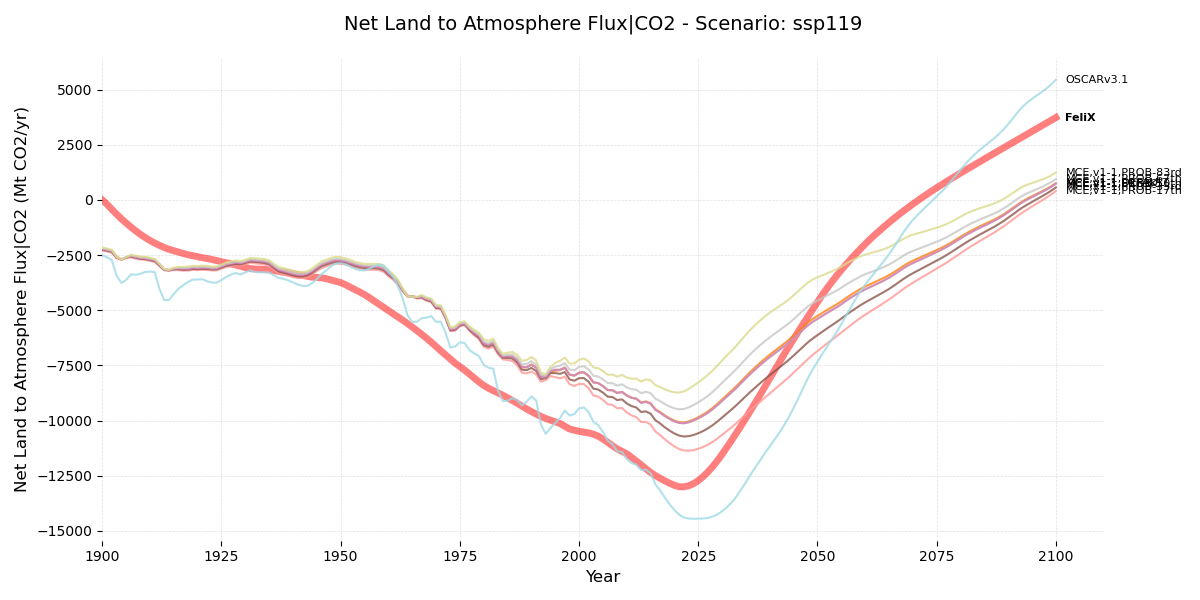 Net Land to Atmosphere Flux|CO2 - Scenario: ssp119
Net Land to Atmosphere Flux|CO2 (Mt CO2/yr)
5000
2500
0
−2500
−5000
−7500
−10000
−12500
−15000
OSCARv3.1
FeliX
MCE-v1-1,PROB-83rd
MCE-v1-1,PROB-17th
1900
1925
1950
1975
2000
2025
2050
2075
2100
Year